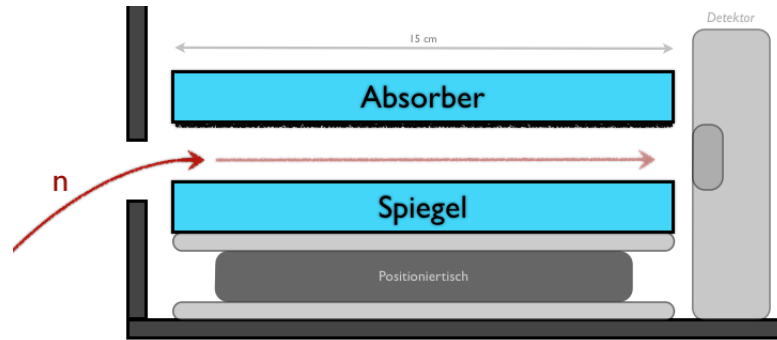 Detektor
15 cm
Absorber
n
Spiegel
Positioniertisch